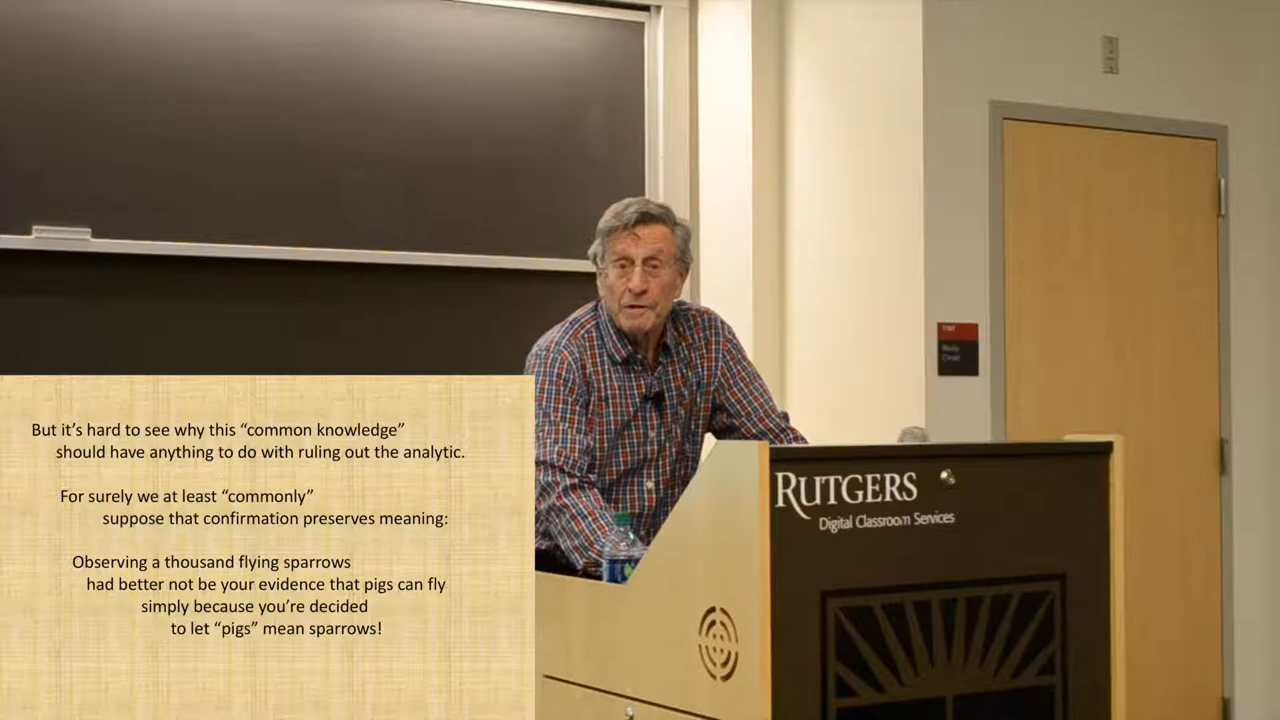 But it's hard to see why this “common knowledge”
should have anything to do with ruling out the analytic.
For surely we at least “commonly”
suppose that confirmation preserves meaning:
Observing a thousand flying sparrows
had better not be your evidence that pigs can fly
simply because you're decided
to let “pigs” mean sparrows!
RUTGERS
Digital Classroom Services